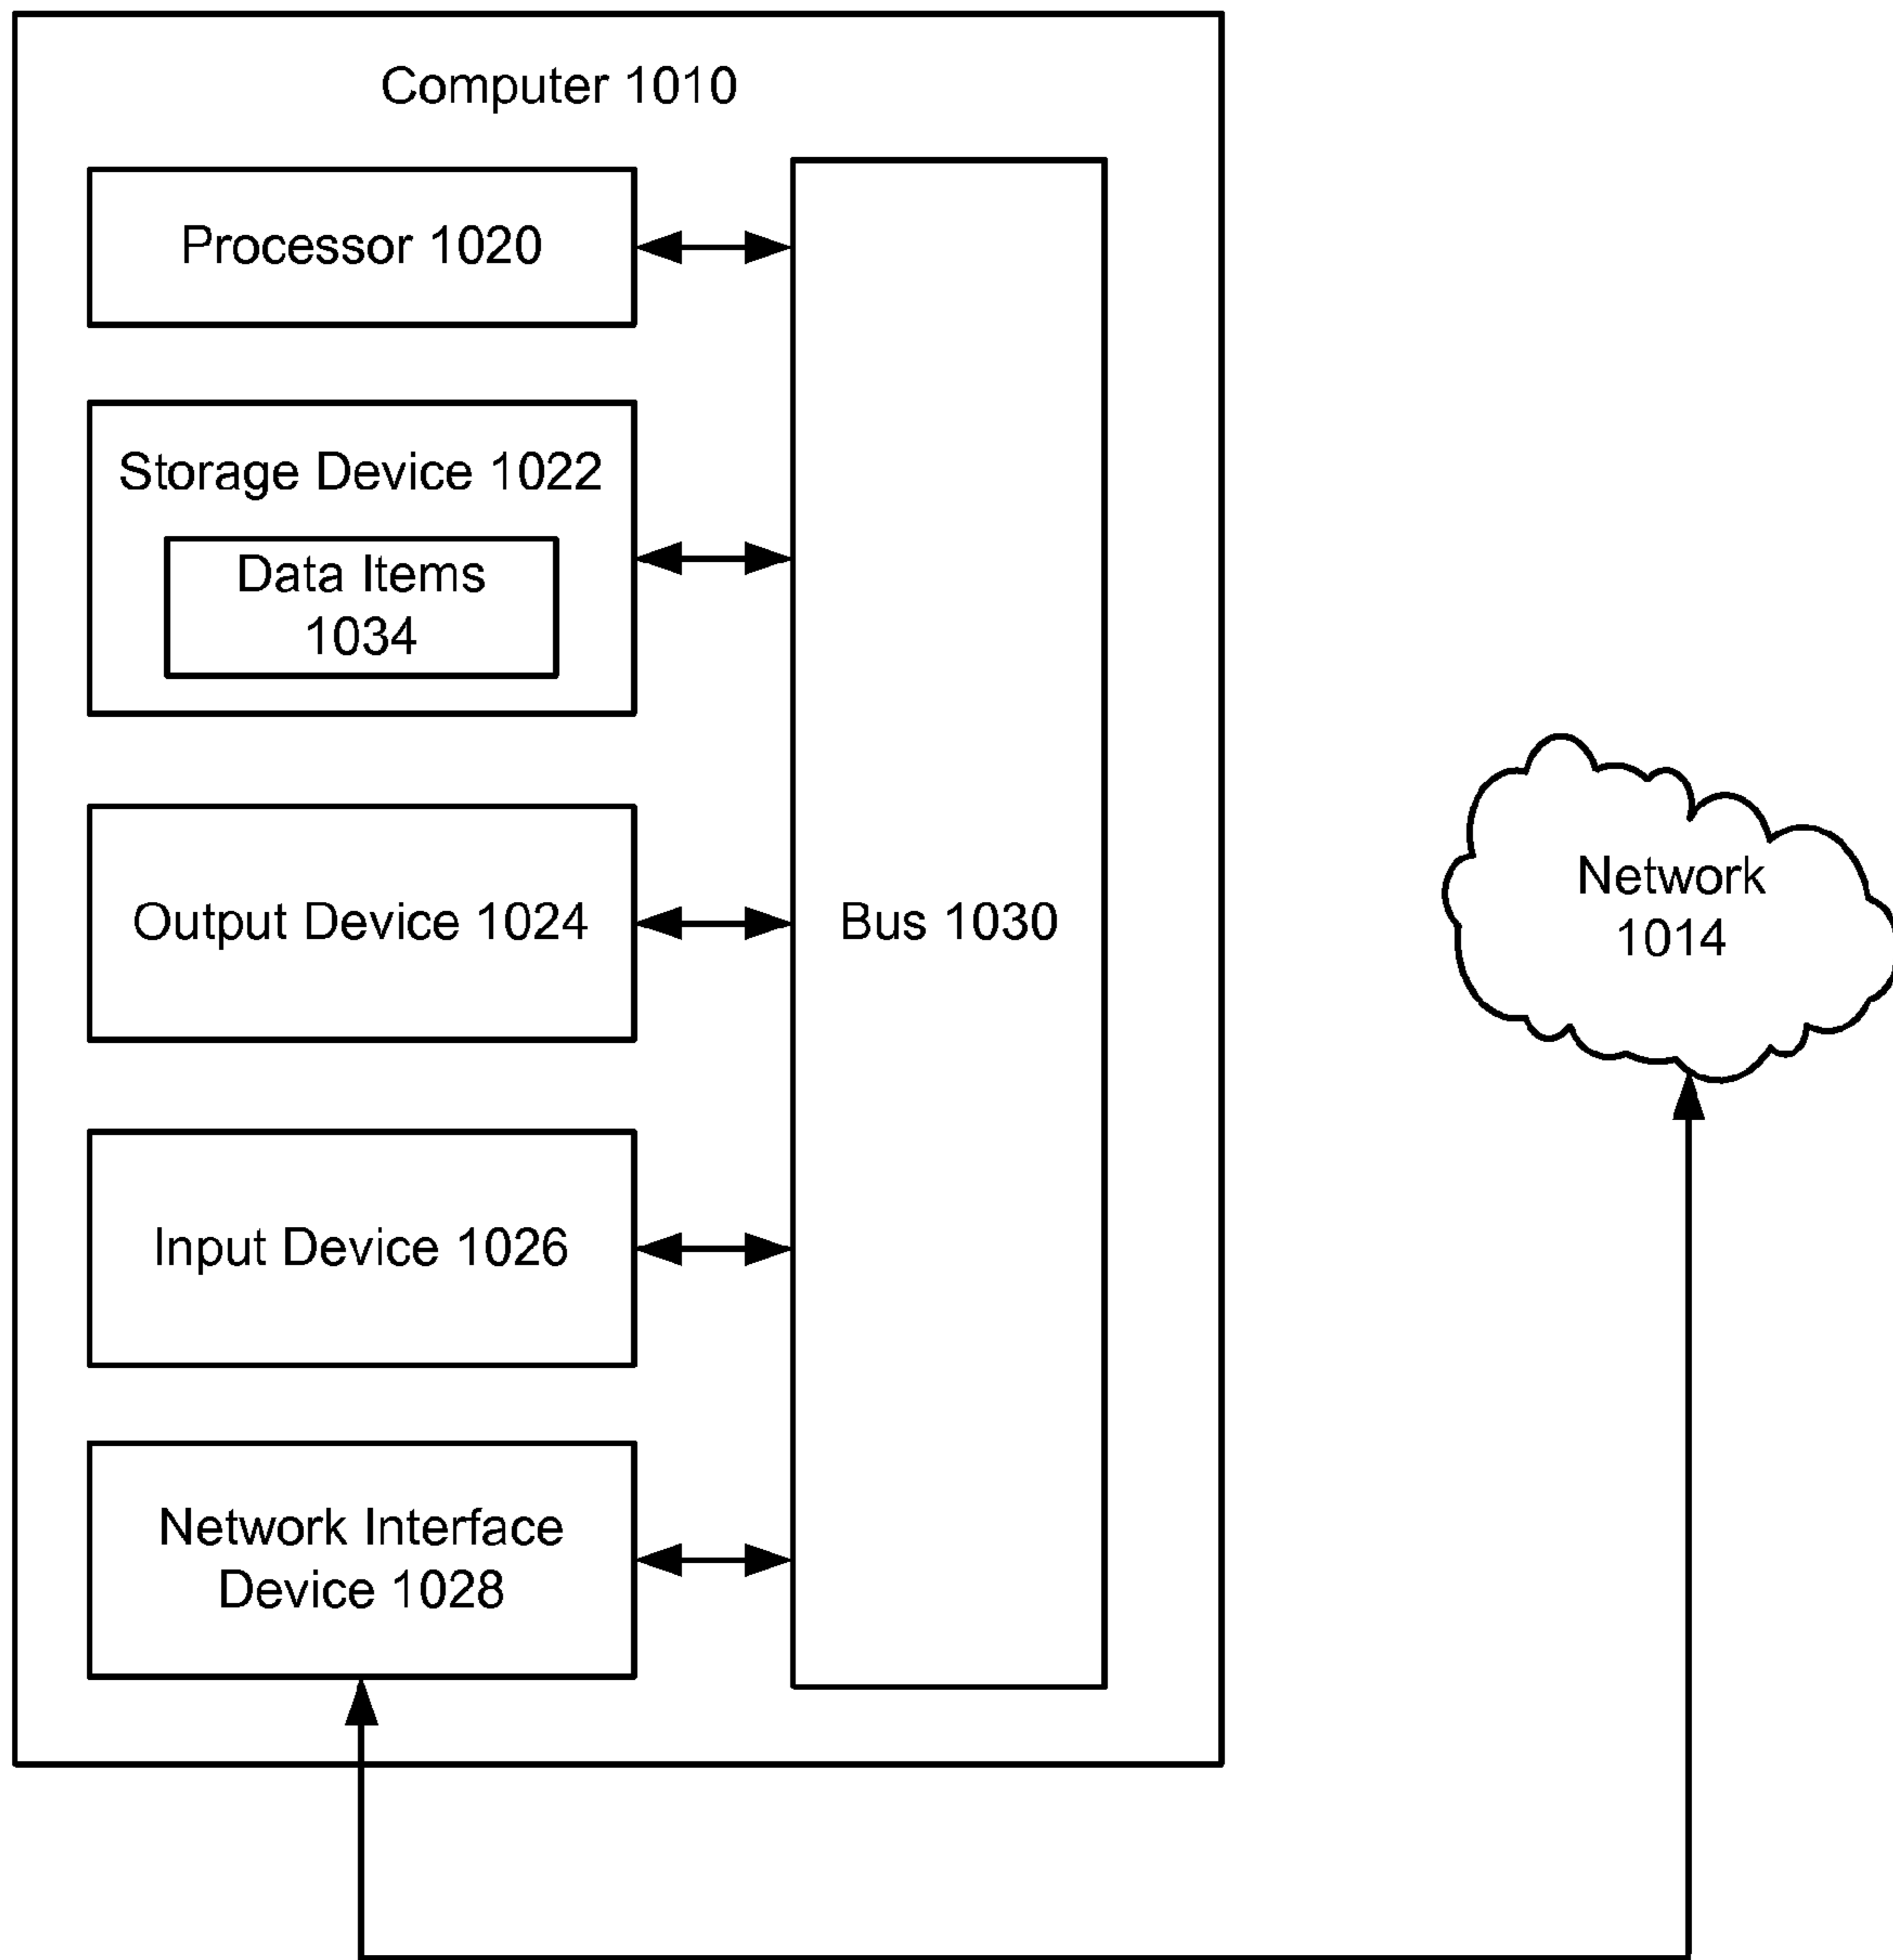 Computer 1010
Processor 1020
Storage Device 1022
Data Items
1034
Output Device 1024
Bus 1030
Network
1014
Input Device 1026
Network Interface
Device 1028